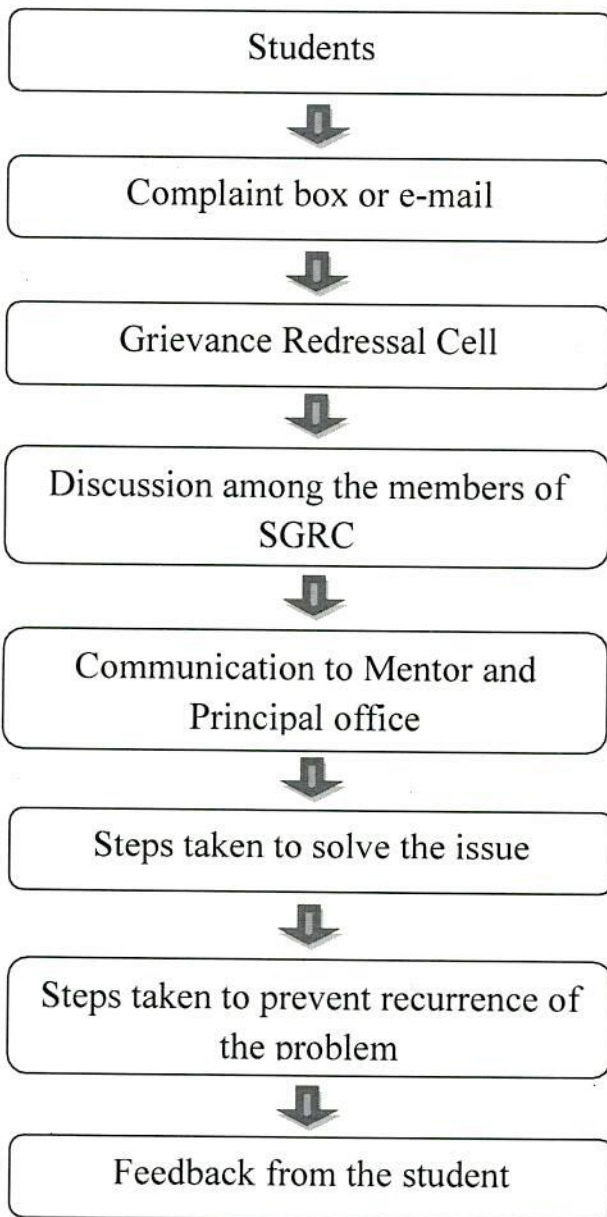 Students
Complaint box or e-mail
Grievance Redressal Cell
Discussion among the members of
SGRC
Communication to Mentor and
Principal office
Steps taken to solve the issue
Steps taken to prevent recurrence of
the problem
Feedback from the student